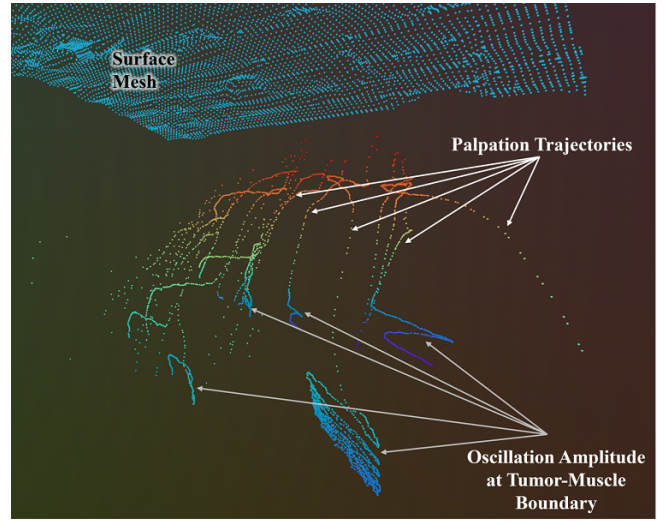 Surface
Mesh
Palpation Trajectories
Oscillation Amplitude
at Tumor-Muscle
Boundary